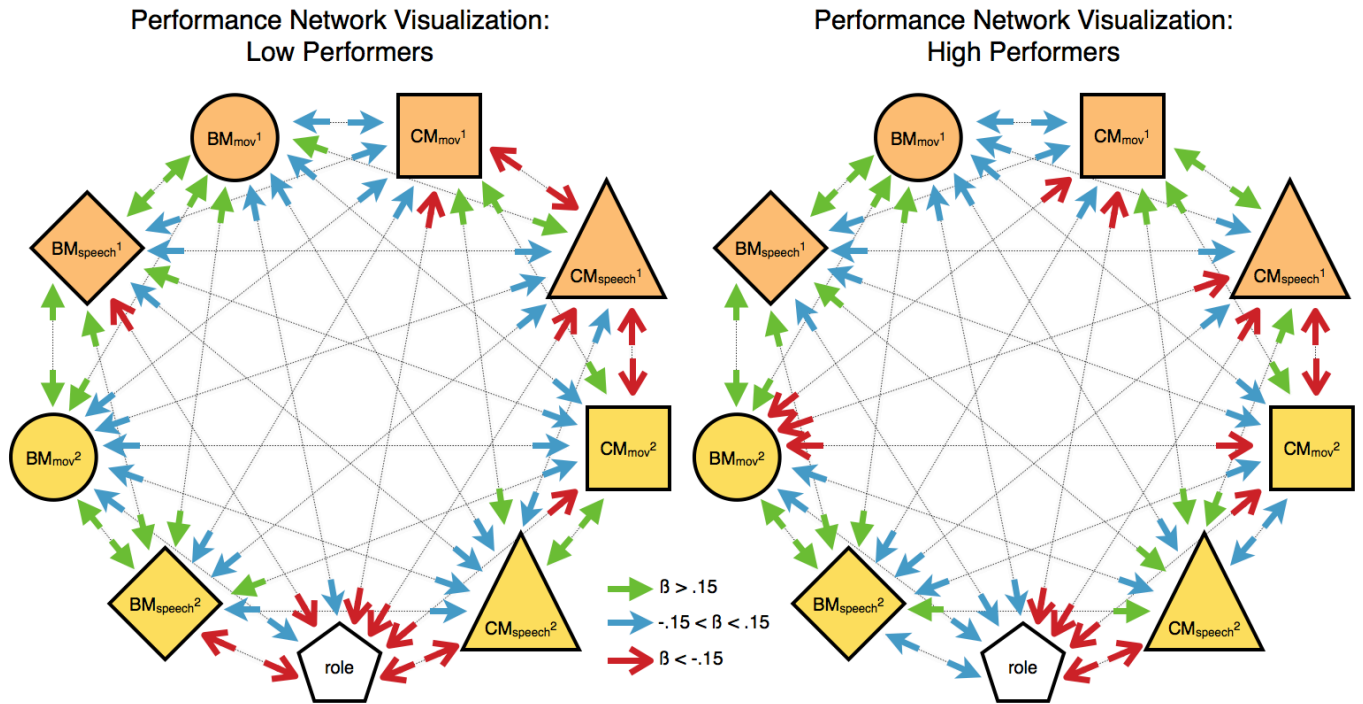 Performance Network Visualization:
Low Performers
BMmov¹
CMmov¹
BMspeech¹
CMspeech¹
BMmov²
CMmov²
BMspeech²
CMspeech²
role
ß > .15
-.15 < ß < .15
ß < -.15
Performance Network Visualization:
High Performers
BMmov¹
CMmov¹
BMspeech¹
CMspeech¹
BMmov²
CMmov²
BMspeech²
CMspeech²
role